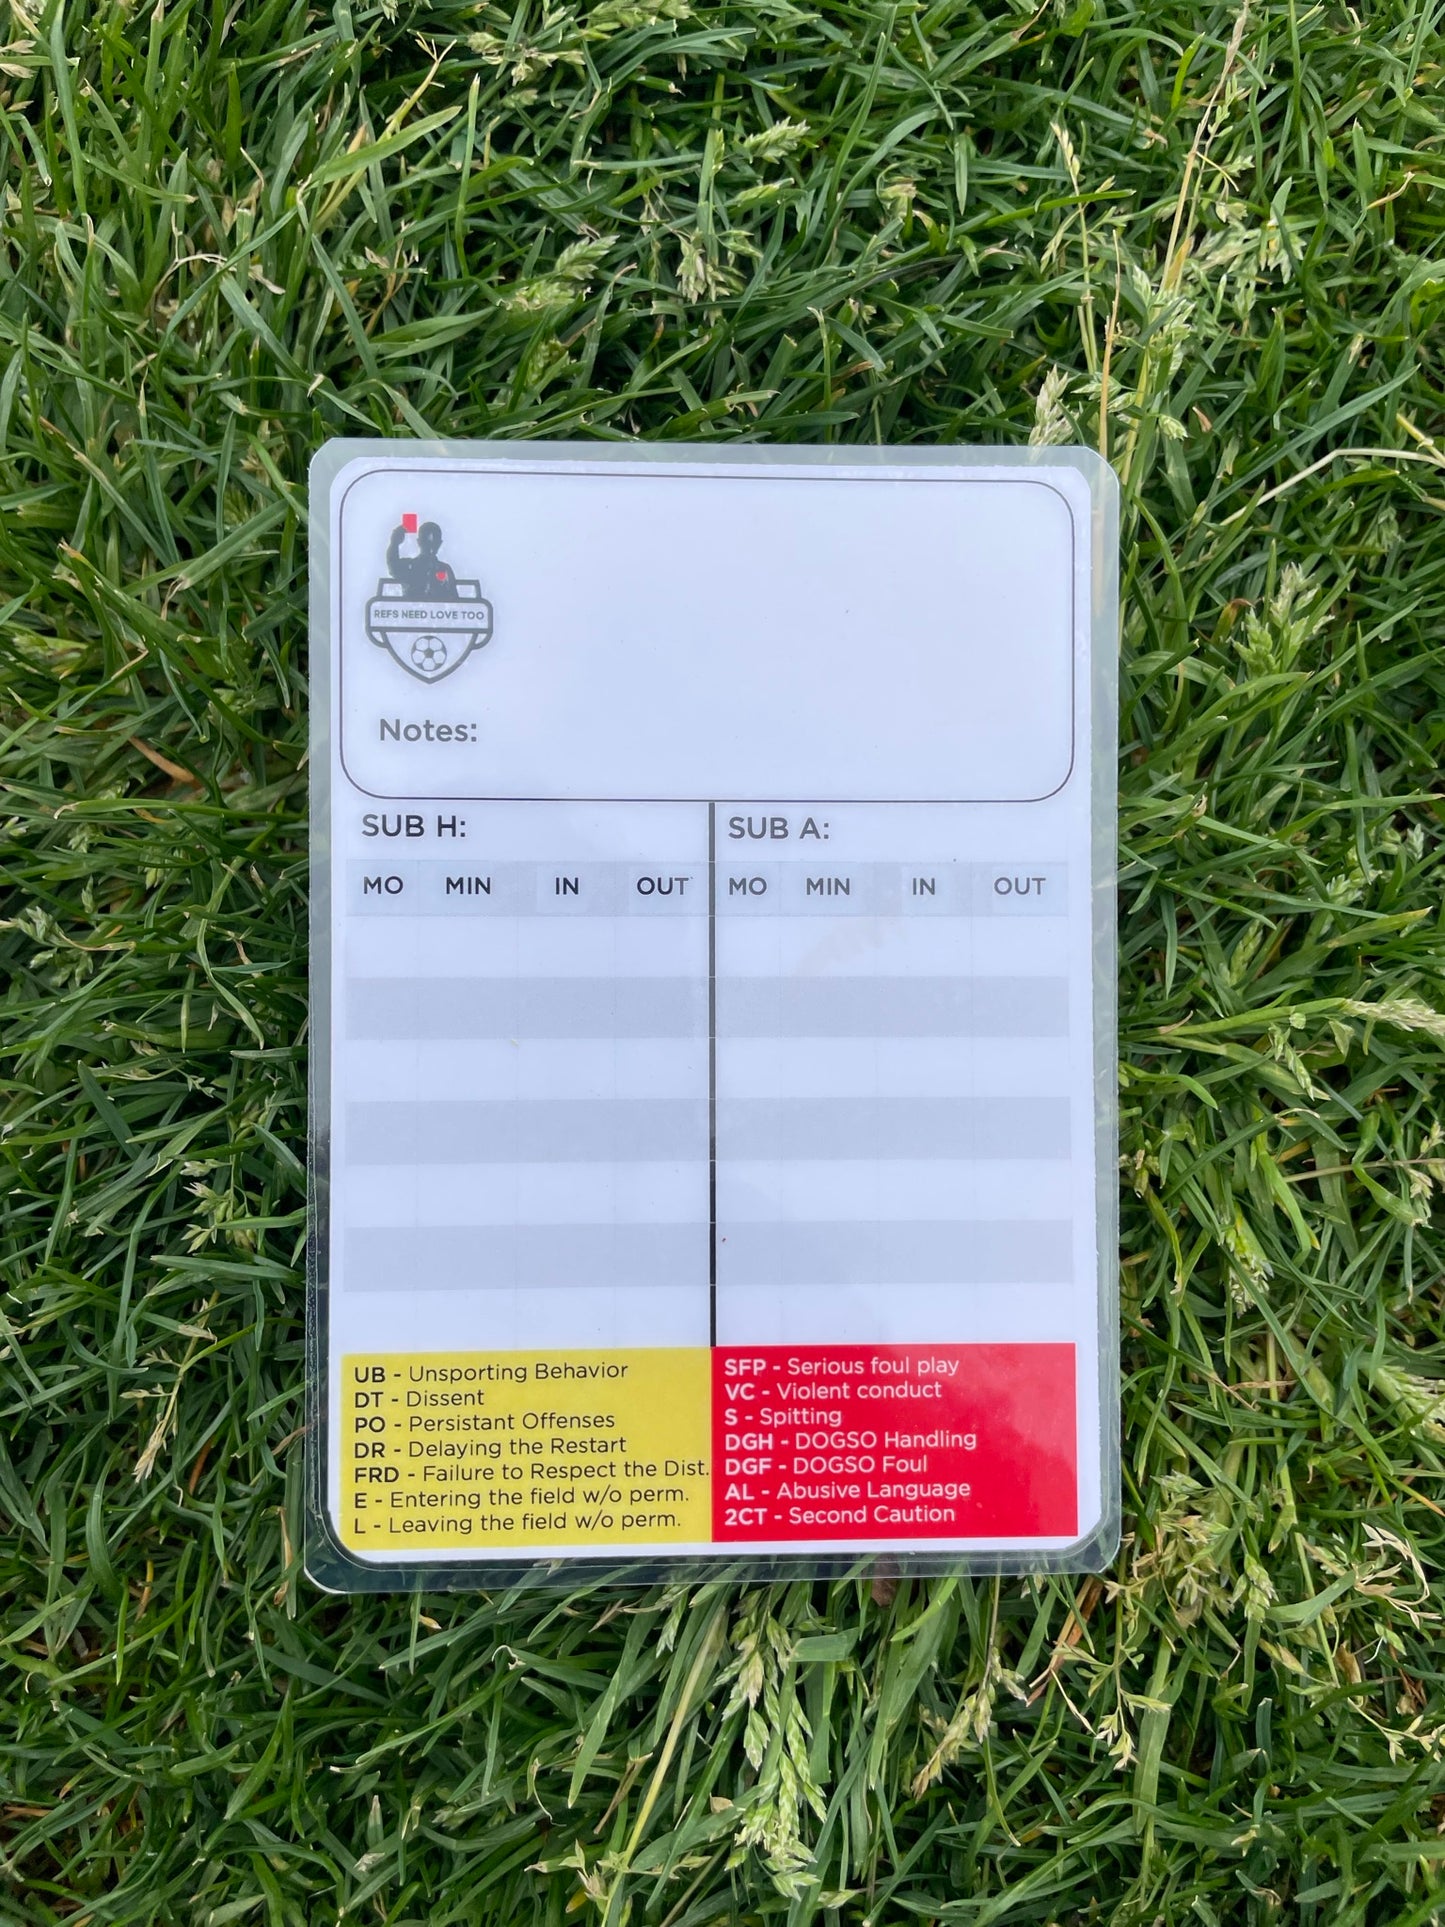 REFS NEED LOVE TOO
Notes:
SUB H:
SUB A:
MO MIN IN OUT
MO MIN IN OUT
UB - Unsporting Behavior
DT - Dissent
PO - Persistant Offenses
DR - Delaying the Restart
FRD - Failure to Respect the Dist.
E - Entering the field w/o perm.
L - Leaving the field w/o perm.
SFP - Serious foul play
VC - Violent conduct
S - Spitting
DGH - DOGSO Handling
DGF - DOGSO Foul
AL - Abusive Language
2CT - Second Caution